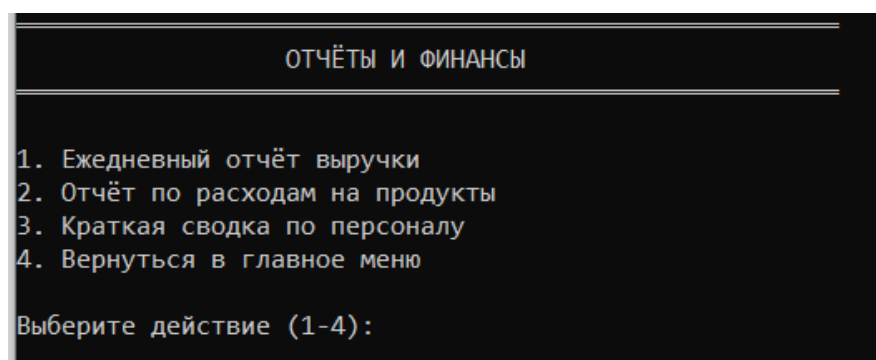 ОТЧЁТЫ И ФИНАНСЫ
1. Ежедневный отчёт выручки
2. Отчёт по расходам на продукты
3. Краткая сводка по персоналу
4. Вернуться в главное меню
Выберите действие (1-4):